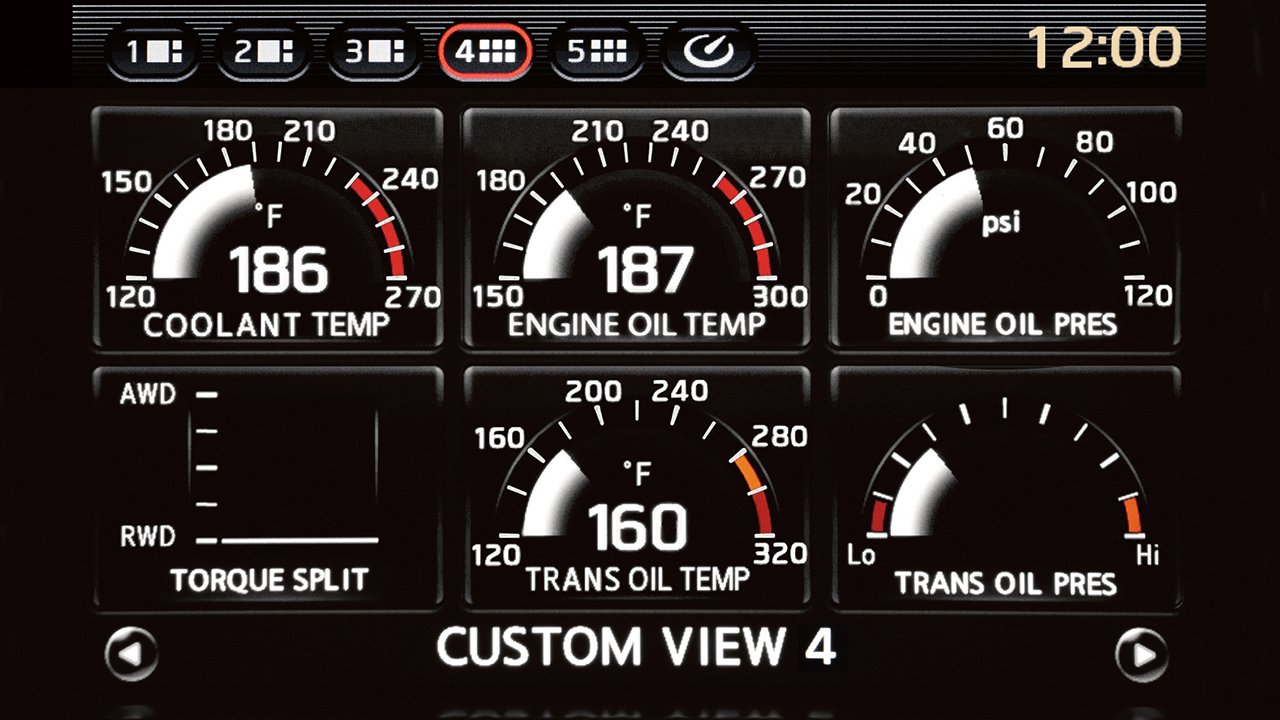 1 2 3 4 5 12:00
180 210
150 240
°F
186
120 270
COOLANT TEMP
210 240
180 270
°F
187
150 300
ENGINE OIL TEMP
60
40 80
20 100
psi
0 120
ENGINE OIL PRES
AWD
RWD
TORQUE SPLIT
200 240
160 280
°F
160
120 320
TRANS OIL TEMP
Lo Hi
TRANS OIL PRES
CUSTOM VIEW 4